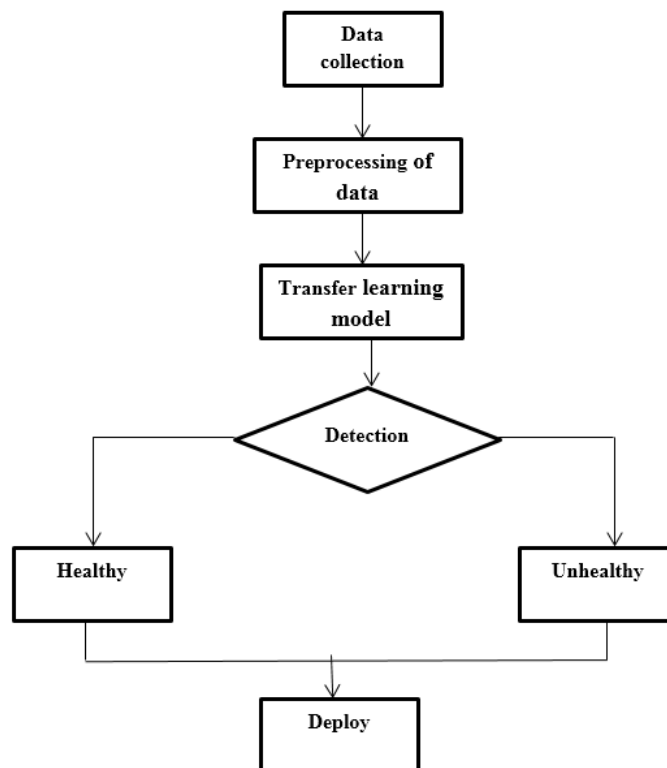 Data
collection
Preprocessing of
data
Transfer learning
model
Detection
Healthy
Unhealthy
Deploy